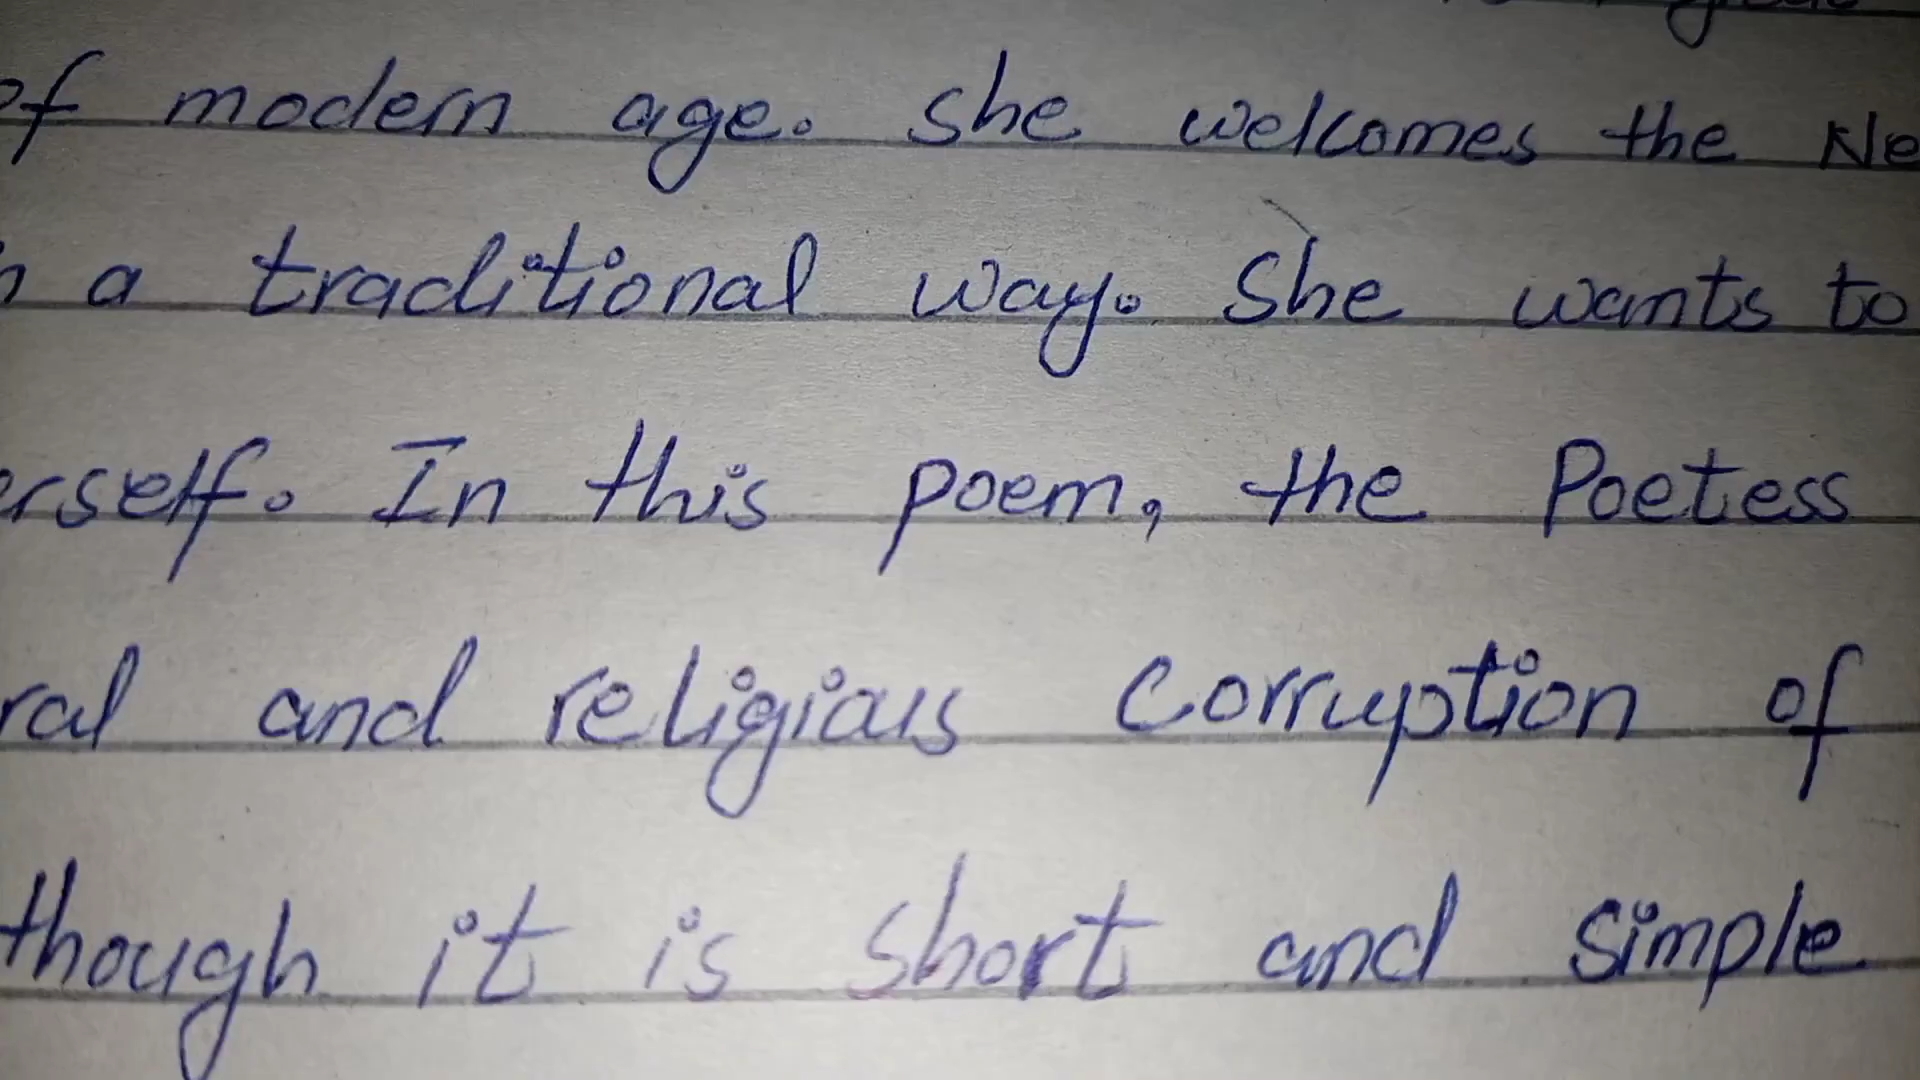 of modern age. She welcomes the Ne
a traditional way. She wants to
erself. In this poem, the Poetess
ral and religious Corruption of
though it is short and simple